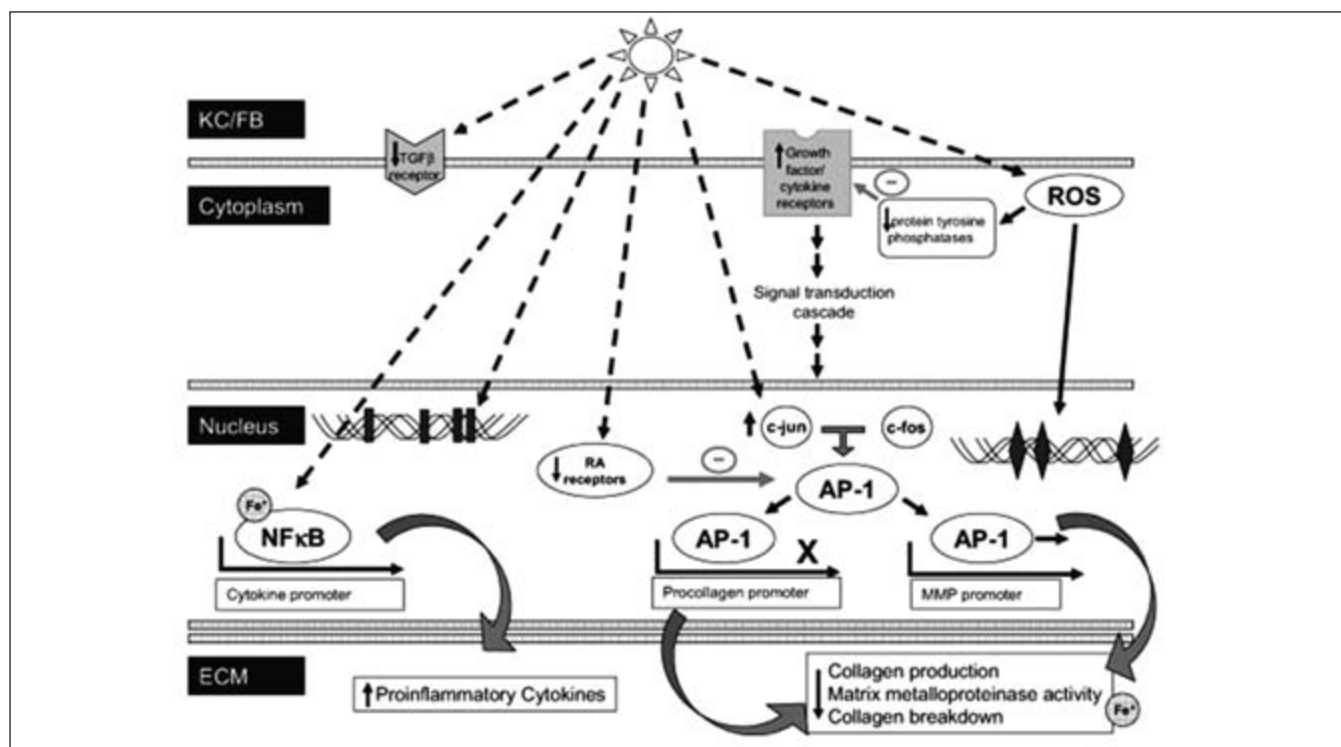 KC/FB
TGFβ
receptor
Growth
factor/
cytokine
receptors
−
ROS
Cytoplasm
protein tyrosine
phosphatases
Signal transduction
cascade
Nucleus
c-jun
c-fos
RA
receptors
−
AP-1
Fe+
NFκB
AP-1
X
AP-1
Cytokine promoter
Procollagen promoter
MMP promoter
ECM
Proinflammatory Cytokines
Collagen production
Matrix metalloproteinase activity
Collagen breakdown
Fe+